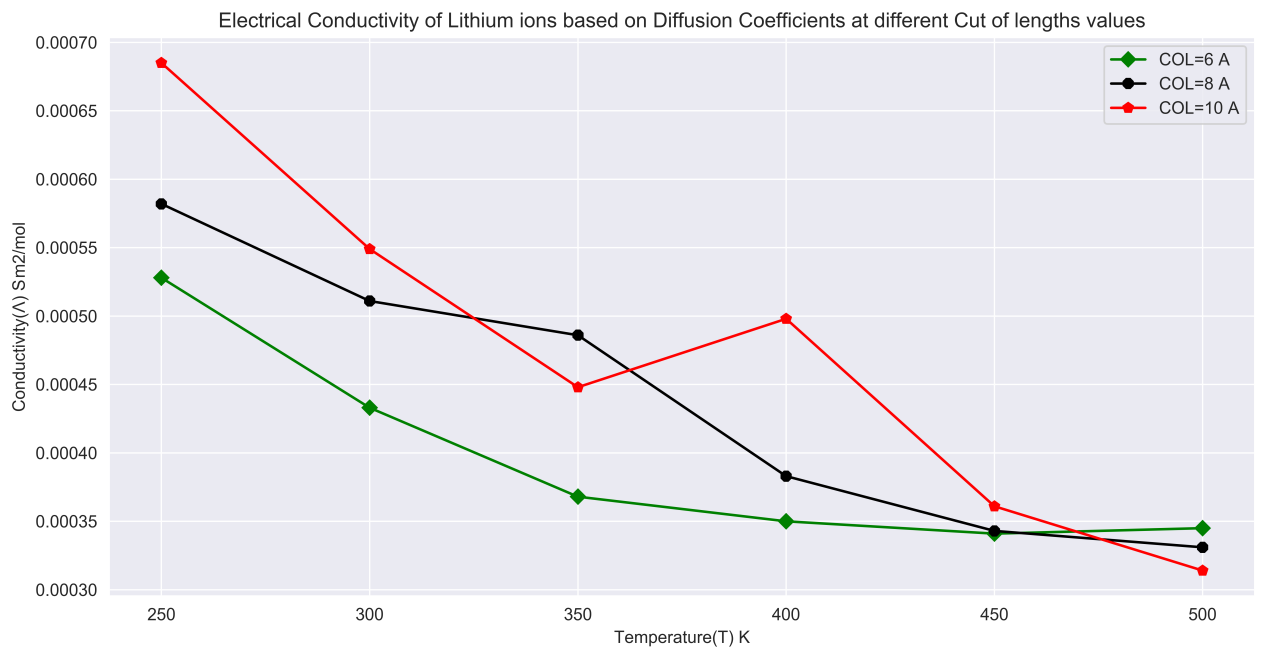 Electrical Conductivity of Lithium ions based on Diffusion Coefficients at different Cut of lengths values
COL=6 A
COL=8 A
COL=10 A
Conductivity(Λ) Sm2/mol
0.00070
0.00065
0.00060
0.00055
0.00050
0.00045
0.00040
0.00035
0.00030
250
300
350
400
450
500
Temperature(T) K